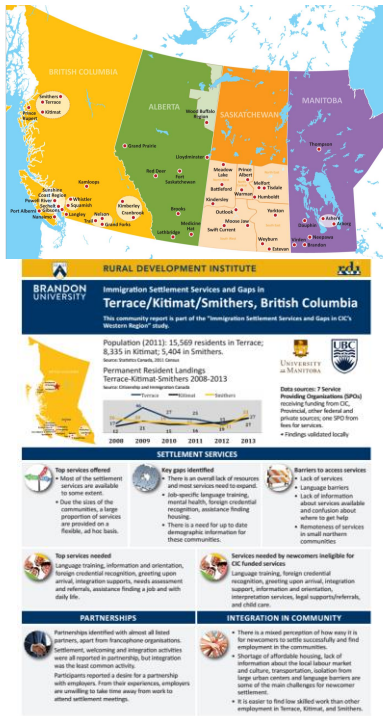 BRITISH COLUMBIA
ALBERTA
SASKATCHEWAN
MANITOBA
Smithers
Terrace
Kitimat
Prince
Rupert
Wood Buffalo
Region
Grand Prairie
Thompson
Lloydminster
Meadow
Lake
Prince
Albert
Melfort
Tisdale
Red Deer
Fort
Saskatchewan
Battleford
Warman
Humboldt
Kamloops
Kindersley
Outlook
Yorkton
Sunshine
Coast Region
Powell River
Sechelt
Gibsons
Port Alberni
Nanaimo
Whistler
Squamish
Langley
Nelson
Trail
Grand Forks
Kimberley
Cranbrook
Brooks
Medicine
Hat
Lethbridge
Moose Jaw
Swift Current
Weyburn
Estevan
Dauphin
Ashern
Arborg
Neepawa
Virden
Brandon
RURAL DEVELOPMENT INSTITUTE
rdi
BRANDON
UNIVERSITY
Immigration Settlement Services and Gaps in
Terrace/Kitimat/Smithers, British Columbia
This community report is part of the "Immigration Settlement Services and Gaps in CIC's
Western Region" study.
Population (2011): 15,569 residents in Terrace;
8,335 in Kitimat; 5,404 in Smithers.
Source: Statistics Canada, 2011 Census
Permanent Resident Landings
Terrace-Kitimat-Smithers 2008-2013
Source: Citizenship and Immigration Canada
Terrace Kitimat Smithers
2008 2009 2010 2011 2012 2013
UNIVERSITY
OF MANITOBA
UBC
Data sources: 7 Service
Providing Organizations (SPOs)
receiving funding from CIC,
Provincial, other federal and
private sources; one SPO from
fees for services.
• Findings validated locally
SETTLEMENT SERVICES
Top services offered
• Most of the settlement
services are available
to some extent.
• Due the sizes of the
communities, a large
proportion of services
are provided on a
flexible, ad hoc basis.
Key gaps identified
• There is an overall lack of resources
and most services need to expand.
• Job-specific language training,
mental health, foreign credential
recognition, assistance finding
housing.
• There is a need for up to date
demographic information for
these communities.
Barriers to access services
• Lack of services
• Language barriers
• Lack of information
about services available
and confusion about
where to get help
• Remoteness of services
in small northern
communities
Top services needed
Language training, information and orientation,
foreign credential recognition, greeting upon
arrival, integration supports, needs assessment
and referrals, assistance finding a job and with
daily life.
Services needed by newcomers ineligible for
CIC funded services
Language training, foreign credential
recognition, greeting upon arrival, integration
support, information and orientation,
interpretation services, legal supports/referrals,
and child care.
PARTNERSHIPS
Partnerships identified with almost all listed
partners, apart from francophone organisations.
Settlement, welcoming and integration activities
were all reported in partnership, but integration
was the least common activity.
Participants reported a desire for a partnership
with employers. From their experiences, employers
are unwilling to take time away from work to
attend settlement meetings.
INTEGRATION IN COMMUNITY
• There is a mixed perception of how easy it is
for newcomers to settle successfully and find
employment in the communities.
• Shortage of affordable housing, lack of
information about the local labour market
and culture, transportation, isolation from
large urban centers and language barriers are
some of the main challenges for newcomer
settlement.
• It is easier to find low skilled work than other
employment in Terrace, Kitimat, and Smithers.